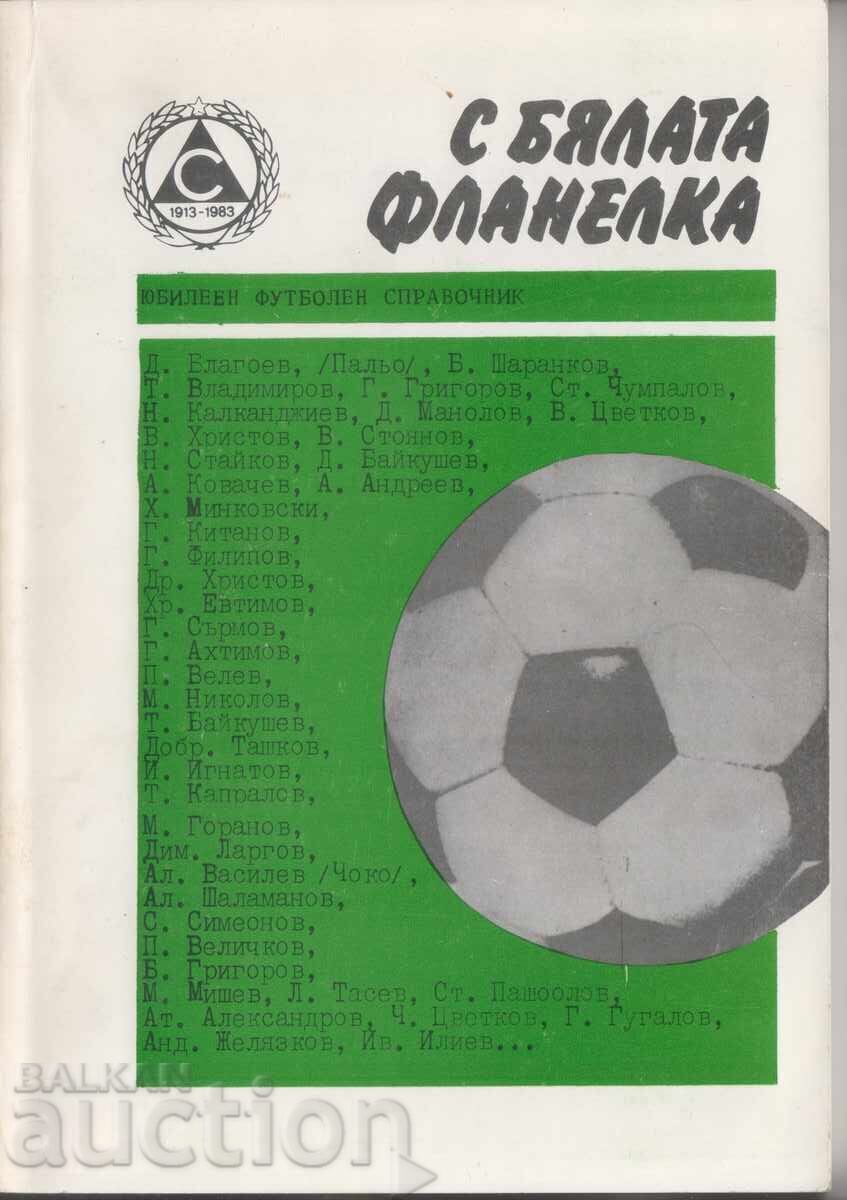 С БЯЛАТА
ФЛАНЕЛКА
С
1913-1983
ЮБИЛЕЕН ФУТБОЛЕН СПРАВОЧНИК
Д. Благоев, /Пальо/, Б. Шаранков,
Т. Владимиров, Г. Григоров, Ст. Чумпалов,
Н. Калканджиев, Д. Манолов, В. Цветков,
В. Христов, В. Стоянов,
Н. Стайков, Д. Байкушев,
А. Ковачев, А. Андреев,
Х. Минковски,
Г. Китанов,
Г. Филипов,
Др. Христов,
Хр. Евтимов,
Г. Сърмов,
Г. Ахтимов,
П. Велев,
М. Николов,
Т. Байкушев,
Добр. Ташков,
Й. Игнатов,
Т. Капралов,
М. Горанов,
Дим. Ларгов,
Ал. Василев /Чоко/,
Ал. Шаламанов,
С. Симеонов,
П. Величков,
Б. Григоров,
М. Мишев, Л. Тасев, Ст.
Ат. Александров, Ч. Цветков, Г. Гугалов,
Анд. Желязков, Ив. Илиев...
BALKAN
auction